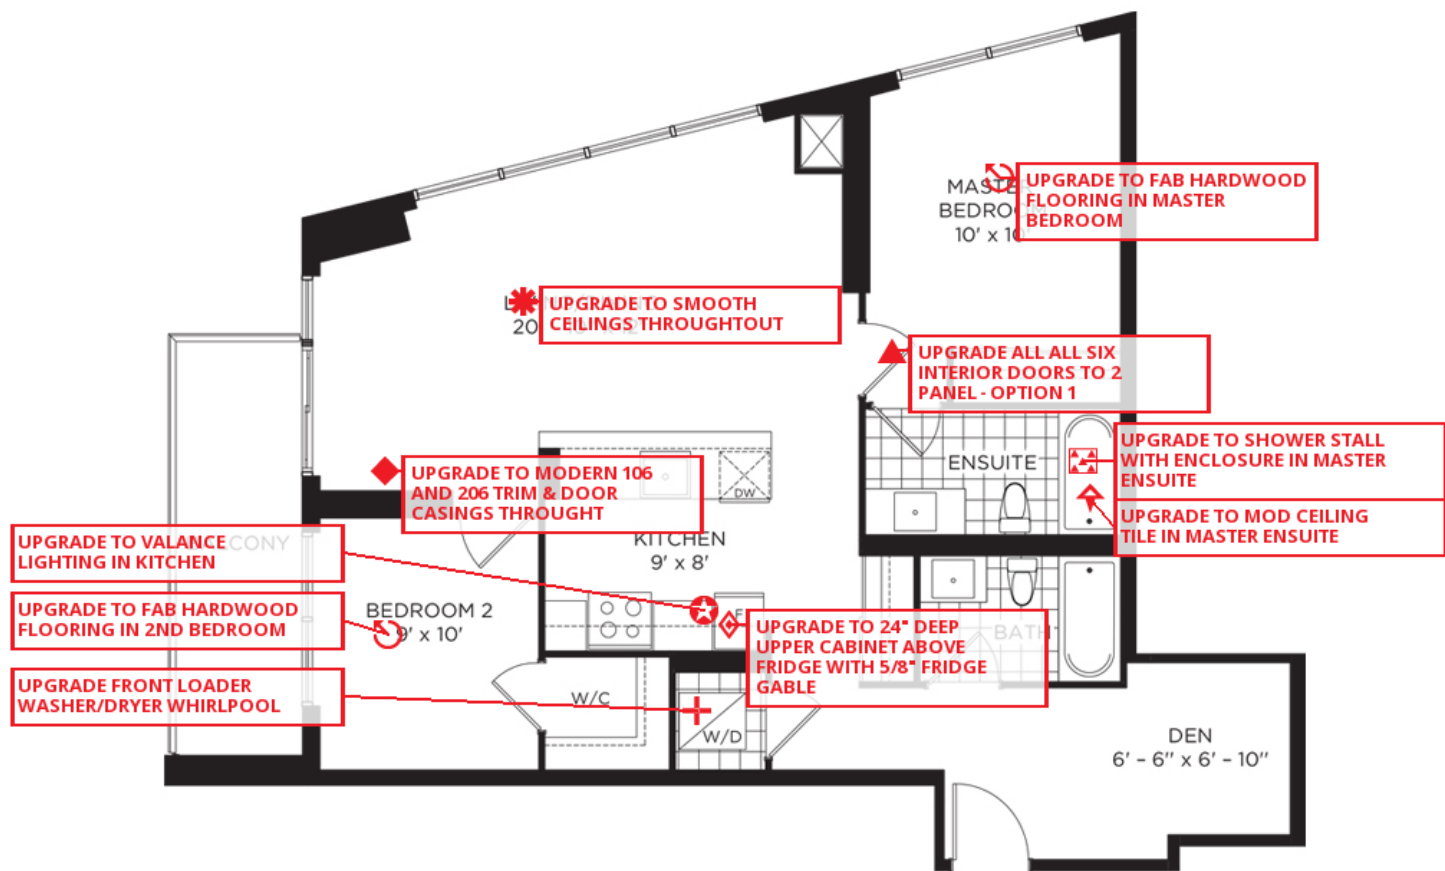 UPGRADE TO FAB HARDWOOD
FLOORING IN MASTER
BEDROOM
BEDRO
10' x 10'
UPGRADE TO SMOOTH
CEILINGS THROUGHTOUT
20
UPGRADE ALL ALL SIX
INTERIOR DOORS TO 2
PANEL - OPTION 1
UPGRADE TO SHOWER STALL
WITH ENCLOSURE IN MASTER
ENSUITE
ENSUITE
UPGRADE TO MOD CEILING
TILE IN MASTER ENSUITE
UPGRADE TO MODERN 106
AND 206 TRIM & DOOR
CASINGS THROUGHT
DW
KITCHEN
9' x 8'
UPGRADE TO VALANCE
LIGHTING IN KITCHEN
BALCONY
UPGRADE TO FAB HARDWOOD
FLOORING IN 2ND BEDROOM
BEDROOM 2
9' x 10'
F
UPGRADE TO 24" DEEP
UPPER CABINET ABOVE
FRIDGE WITH 5/8" FRIDGE
GABLE
BATH
UPGRADE FRONT LOADER
WASHER/DRYER WHIRLPOOL
W/C
W/D
DEN
6' - 6" x 6' - 10"